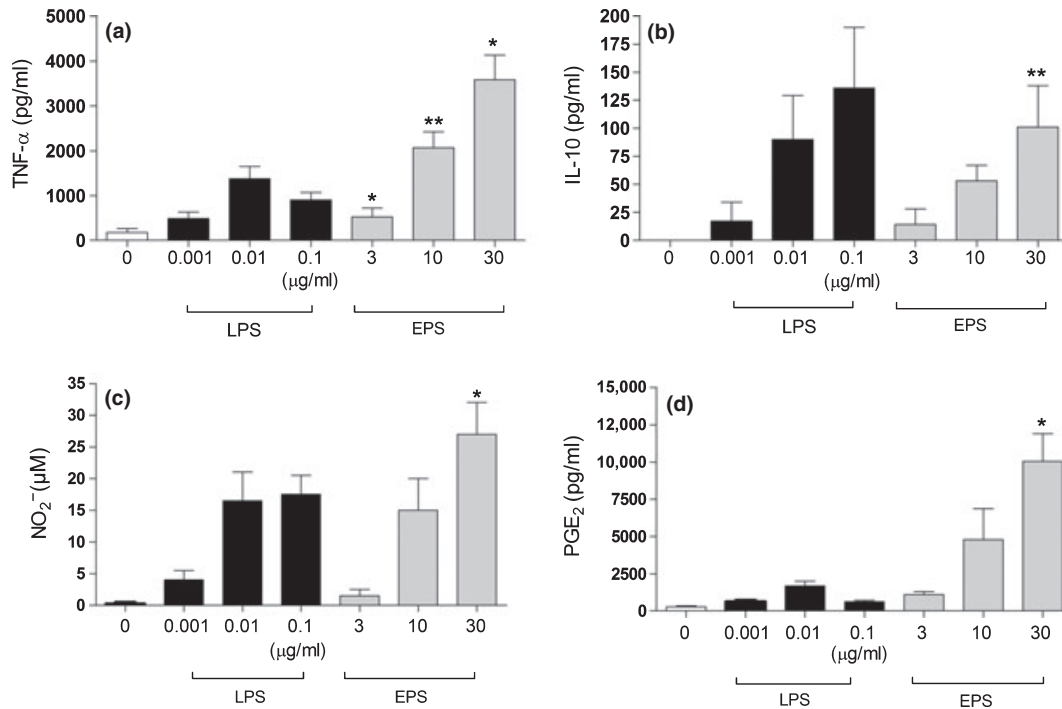 (a)
TNF-α (pg/ml)
5000
4000
3000
2000
1000
0
*
**
*
0 0.001 0.01 0.1 3 10 30
(μg/ml)
LPS EPS
(b)
IL-10 (pg/ml)
200
175
150
125
100
75
50
25
0
**
0 0.001 0.01 0.1 3 10 30
(μg/ml)
LPS EPS
(c)
NO₂⁻(μM)
35
30
25
20
15
10
5
0
*
0 0.001 0.01 0.1 3 10 30
(μg/ml)
LPS EPS
(d)
PGE₂ (pg/ml)
15,000
12,000
10,000
7500
5000
2500
0
*
0 0.001 0.01 0.1 3 10 30
(μg/ml)
LPS EPS